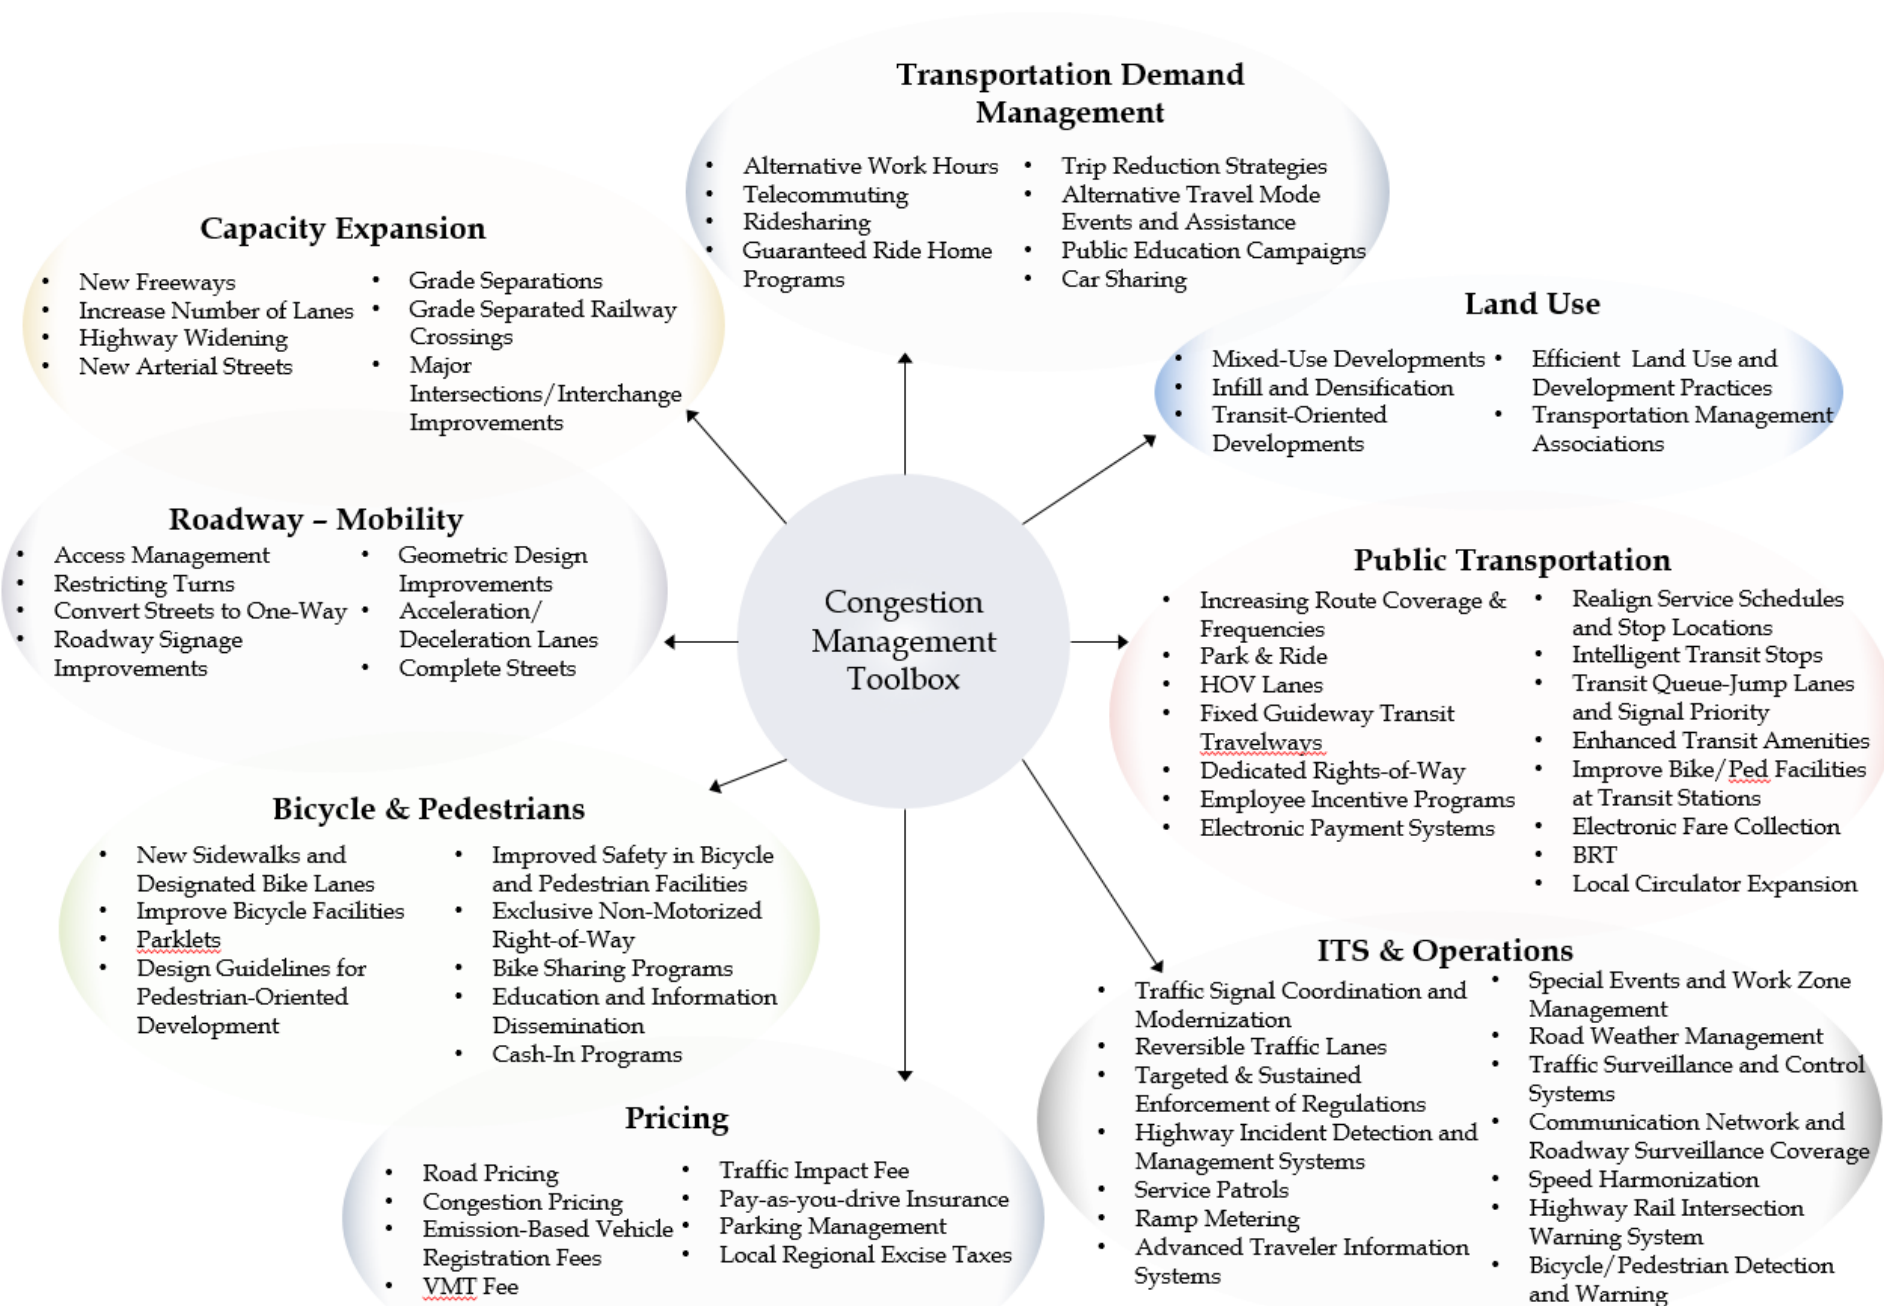 Transportation Demand
Management
• Alternative Work Hours
• Telecommuting
• Ridesharing
• Guaranteed Ride Home
Programs
• Trip Reduction Strategies
• Alternative Travel Mode
Events and Assistance
• Public Education Campaigns
• Car Sharing
Capacity Expansion
• New Freeways
• Increase Number of Lanes
• Highway Widening
• New Arterial Streets
• Grade Separations
• Grade Separated Railway
Crossings
• Major
Intersections/Interchange
Improvements
Land Use
• Mixed-Use Developments
• Infill and Densification
• Transit-Oriented
Developments
• Efficient Land Use and
Development Practices
• Transportation Management
Associations
Roadway – Mobility
• Access Management
• Restricting Turns
• Convert Streets to One-Way
• Roadway Signage
Improvements
• Geometric Design
Improvements
• Acceleration/
Deceleration Lanes
• Complete Streets
Congestion
Management
Toolbox
Public Transportation
• Increasing Route Coverage &
Frequencies
• Park & Ride
• HOV Lanes
• Fixed Guideway Transit
Travelways
• Dedicated Rights-of-Way
• Employee Incentive Programs
• Electronic Payment Systems
• Realign Service Schedules
and Stop Locations
• Intelligent Transit Stops
• Transit Queue-Jump Lanes
and Signal Priority
• Enhanced Transit Amenities
• Improve Bike/Ped Facilities
at Transit Stations
• Electronic Fare Collection
• BRT
• Local Circulator Expansion
Bicycle & Pedestrians
• New Sidewalks and
Designated Bike Lanes
• Improve Bicycle Facilities
• Parklets
• Design Guidelines for
Pedestrian-Oriented
Development
• Improved Safety in Bicycle
and Pedestrian Facilities
• Exclusive Non-Motorized
Right-of-Way
• Bike Sharing Programs
• Education and Information
Dissemination
• Cash-In Programs
ITS & Operations
• Traffic Signal Coordination and
Modernization
• Reversible Traffic Lanes
• Targeted & Sustained
Enforcement of Regulations
• Highway Incident Detection and
Management Systems
• Service Patrols
• Ramp Metering
• Advanced Traveler Information
Systems
• Special Events and Work Zone
Management
• Road Weather Management
• Traffic Surveillance and Control
Systems
• Communication Network and
Roadway Surveillance Coverage
• Speed Harmonization
• Highway Rail Intersection
Warning System
• Bicycle/Pedestrian Detection
and Warning
Pricing
• Road Pricing
• Congestion Pricing
• Emission-Based Vehicle
Registration Fees
• VMT Fee
• Traffic Impact Fee
• Pay-as-you-drive Insurance
• Parking Management
• Local Regional Excise Taxes